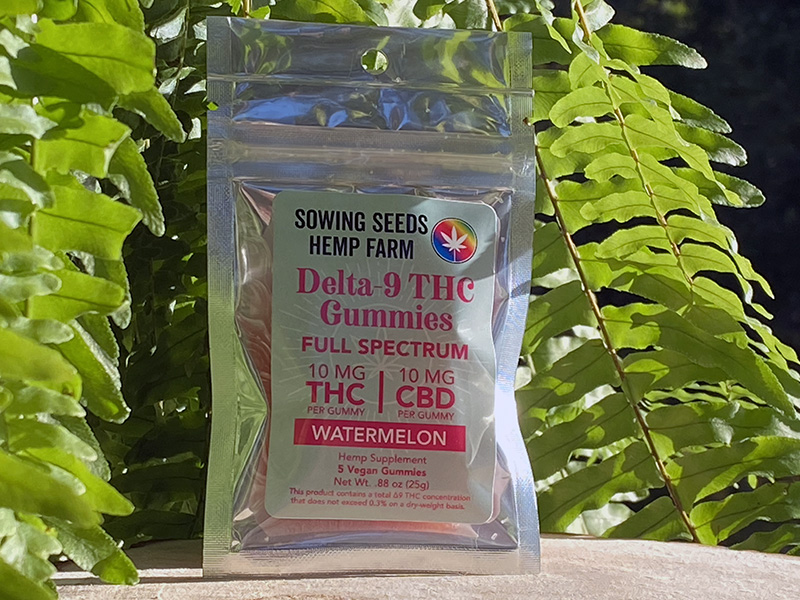 SOWING SEEDS
HEMP FARM
Delta-9 THC
Gummies
FULL SPECTRUM
10 MG THC PER GUMMY | 10 MG CBD PER GUMMY
WATERMELON
Hemp Supplement
5 Vegan Gummies
Net Wt. .88 oz (25g)
This product contains a total Δ9 THC concentration
that does not exceed 0.3% on a dry-weight basis.